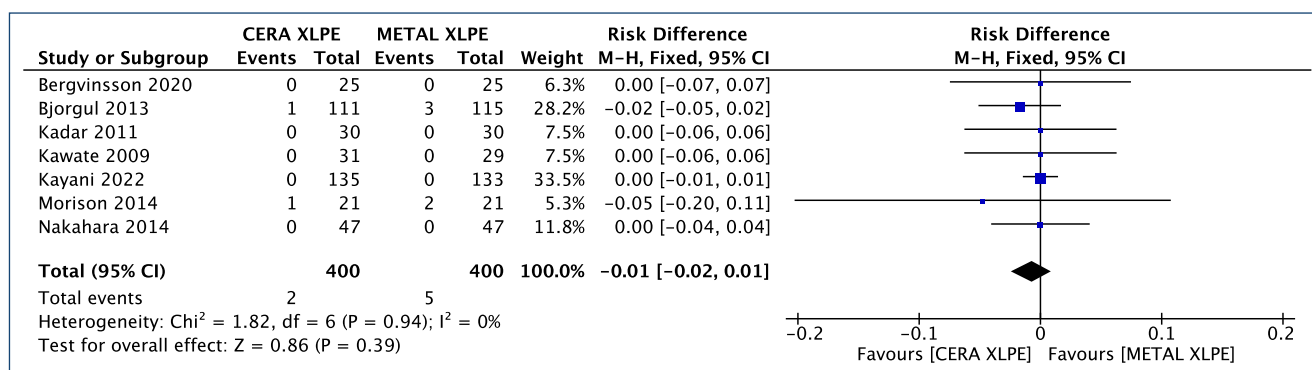 CERA XLPE METAL XLPE Risk Difference Risk Difference
Study or Subgroup Events Total Events Total Weight M-H, Fixed, 95% CI M-H, Fixed, 95% CI
Bergvinsson 2020 0 25 0 25 6.3% 0.00 [-0.07, 0.07]
Bjorgul 2013 1 111 3 115 28.2% -0.02 [-0.05, 0.02]
Kadar 2011 0 30 0 30 7.5% 0.00 [-0.06, 0.06]
Kawate 2009 0 31 0 29 7.5% 0.00 [-0.06, 0.06]
Kayani 2022 0 135 0 133 33.5% 0.00 [-0.01, 0.01]
Morison 2014 1 21 2 21 5.3% -0.05 [-0.20, 0.11]
Nakahara 2014 0 47 0 47 11.8% 0.00 [-0.04, 0.04]
Total (95% CI) 400 400 100.0% -0.01 [-0.02, 0.01]
Total events 2 5
Heterogeneity: Chi² = 1.82, df = 6 (P = 0.94); I² = 0%
Test for overall effect: Z = 0.86 (P = 0.39)
-0.2 -0.1 0 0.1 0.2
Favours [CERA XLPE] Favours [METAL XLPE]